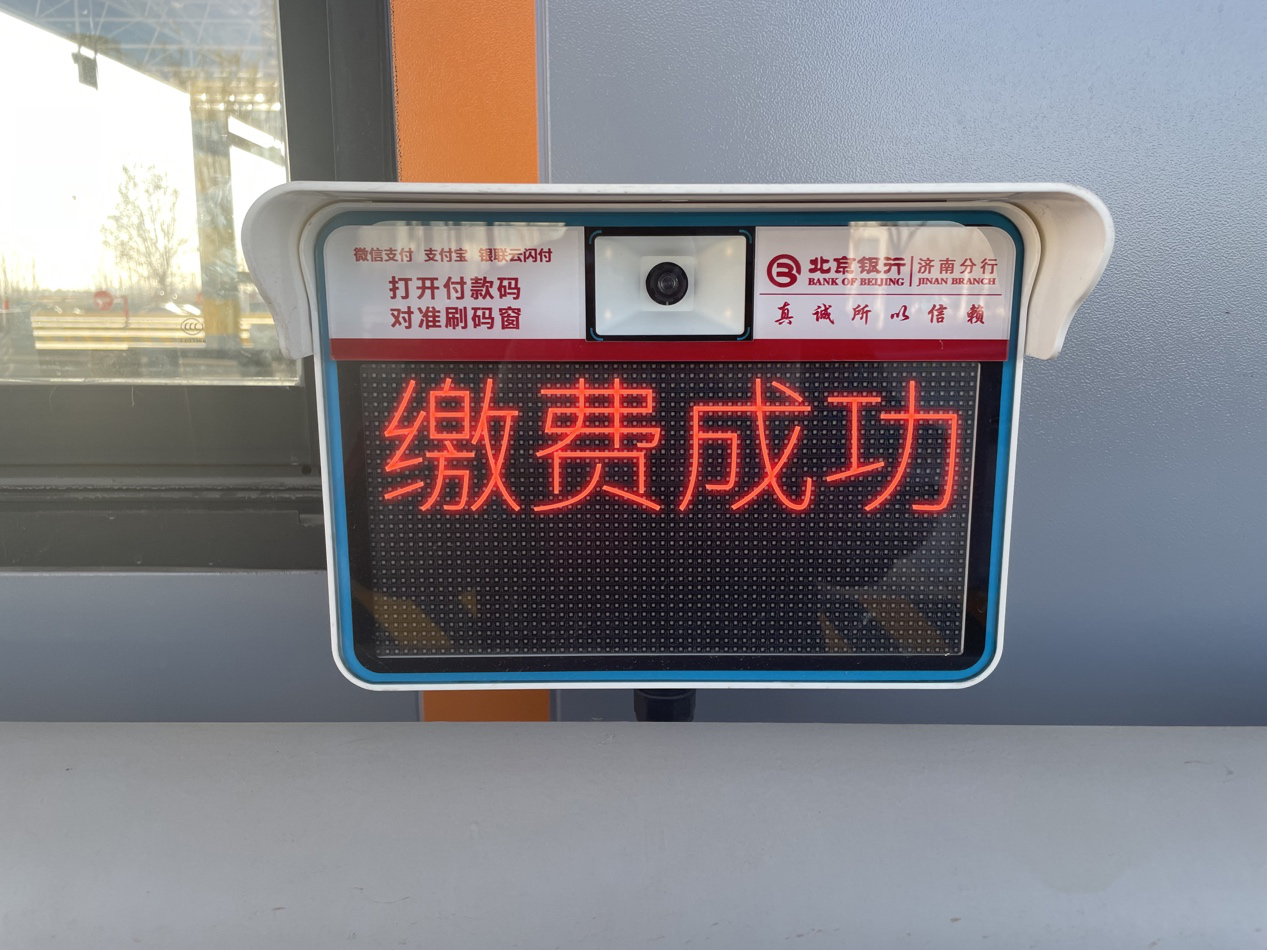 微信支付 支付宝 银联云闪付
打开付款码
对准刷码窗
北京银行 济南分行
BANK OF BEIJING JINAN BRANCH
真诚所以信赖
缴费成功